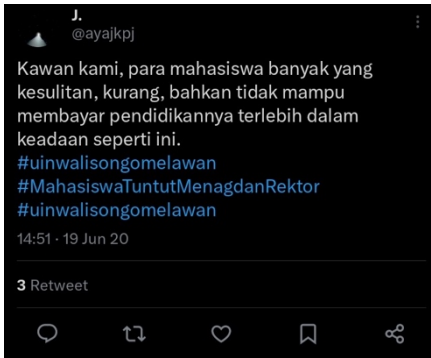 J.
@ayajkpj
Kawan kami, para mahasiswa banyak yang
kesulitan, kurang, bahkan tidak mampu
membayar pendidikannya terlebih dalam
keadaan seperti ini.
#uinwalisongomelawan
#MahasiswaTuntutMenagdanRektor
#uinwalisongomelawan
14:51 · 19 Jun 20
3 Retweet